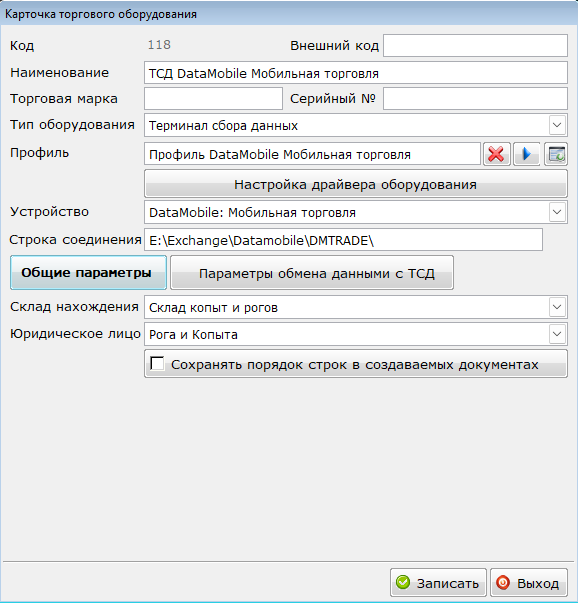 Карточка торгового оборудования
Код 118 Внешний код
Наименование ТСД DataMobile Мобильная торговля
Торговая марка Серийный №
Тип оборудования Терминал сбора данных
Профиль Профиль DataMobile Мобильная торговля
Настройка драйвера оборудования
Устройство DataMobile: Мобильная торговля
Строка соединения E:\Exchange\Datamobile\DMTRADE\
Общие параметры Параметры обмена данными с ТСД
Склад нахождения Склад копыт и рогов
Юридическое лицо Рога и Копыта
Сохранять порядок строк в создаваемых документах
Записать Выход